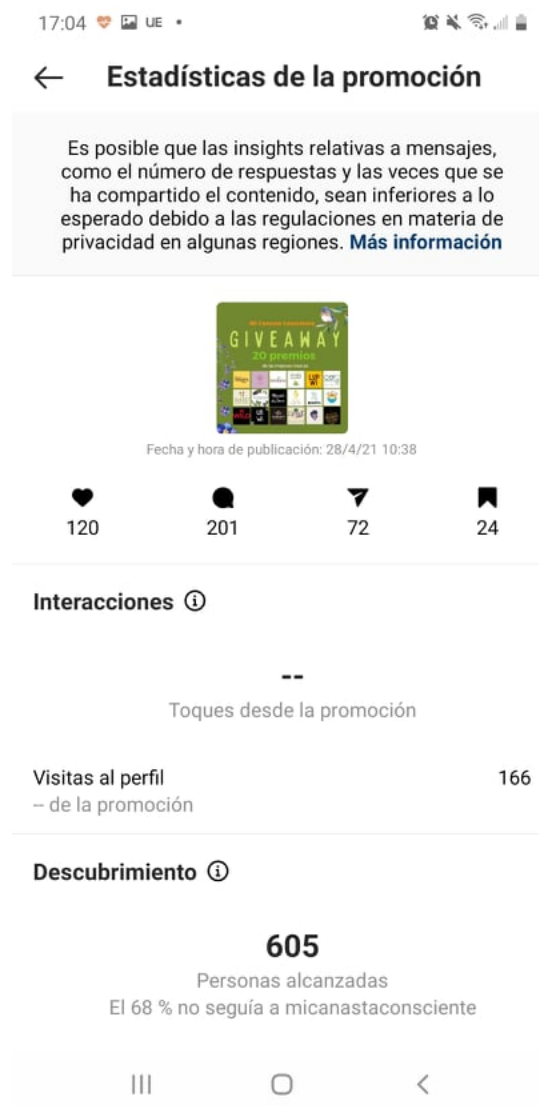 17:04 UE
Estadísticas de la promoción
Es posible que las insights relativas a mensajes,
como el número de respuestas y las veces que se
ha compartido el contenido, sean inferiores a lo
esperado debido a las regulaciones en materia de
privacidad en algunas regiones. Más información
GIVEAWAY
20 premios
Fecha y hora de publicación: 28/4/21 10:38
120 201 72 24
Interacciones
--
Toques desde la promoción
Visitas al perfil 166
-- de la promoción
Descubrimiento
605
Personas alcanzadas
El 68 % no seguía a micanastaconsciente